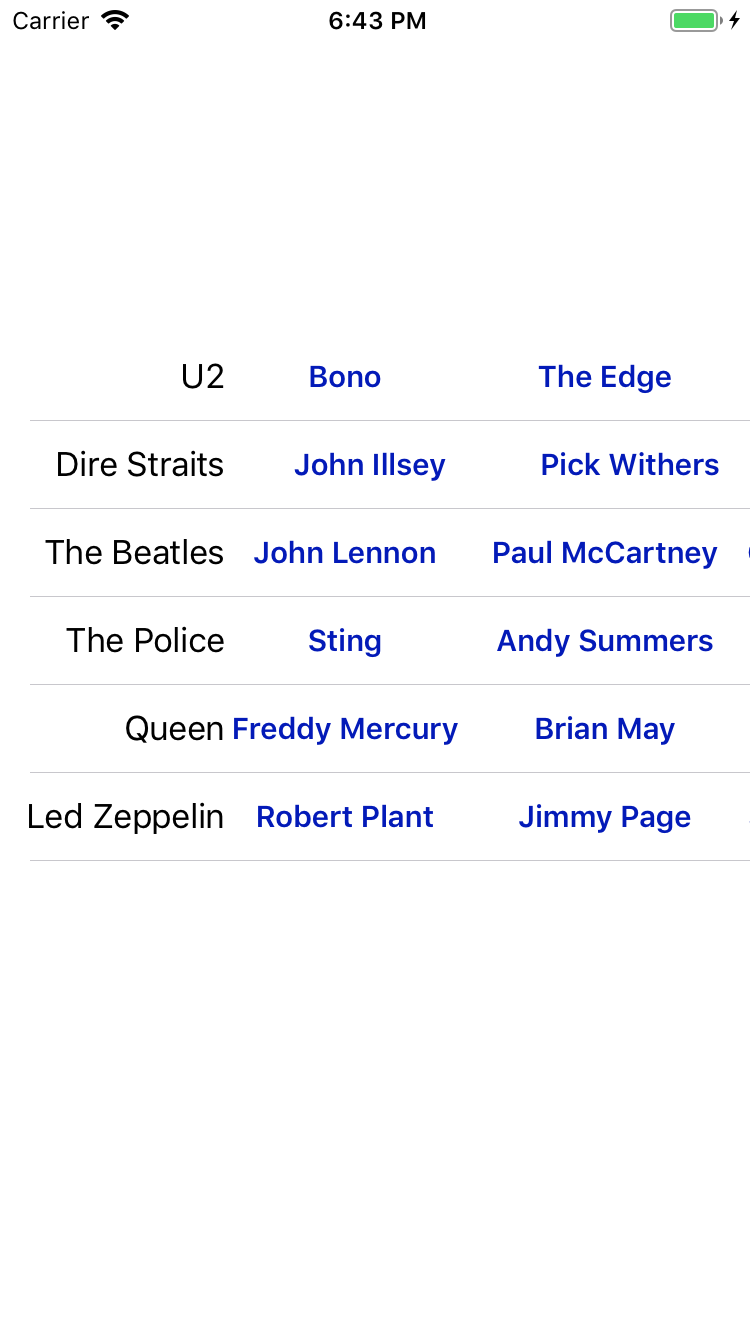 Carrier 6:43 PM
U2 Bono The Edge
Dire Straits John Illsey Pick Withers
The Beatles John Lennon Paul McCartney
The Police Sting Andy Summers
Queen Freddy Mercury Brian May
Led Zeppelin Robert Plant Jimmy Page